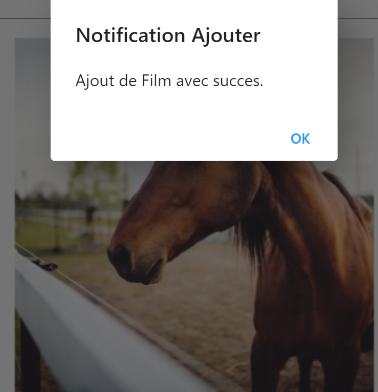 Notification Ajouter
Ajout de Film avec succes.
OK